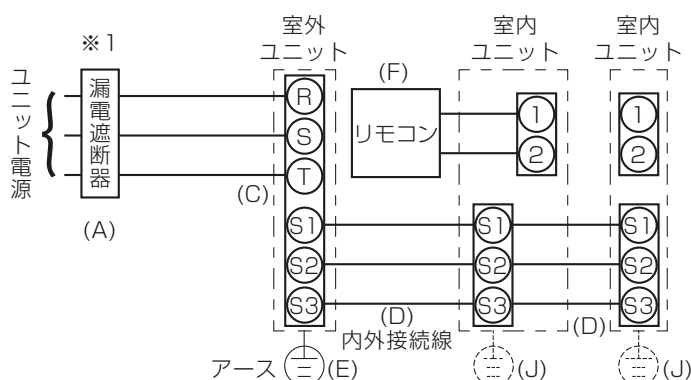 ※1
室外
ユニット
室内
ユニット
室内
ユニット
(F)
ユニット電源
漏電遮断器
(A)
(C)
R
S
T
リモコン
1
2
1
2
S1
S2
S3
S1
S2
S3
S1
S2
S3
(D)
内外接続線
(D)
アース
(E)
(J)
(J)